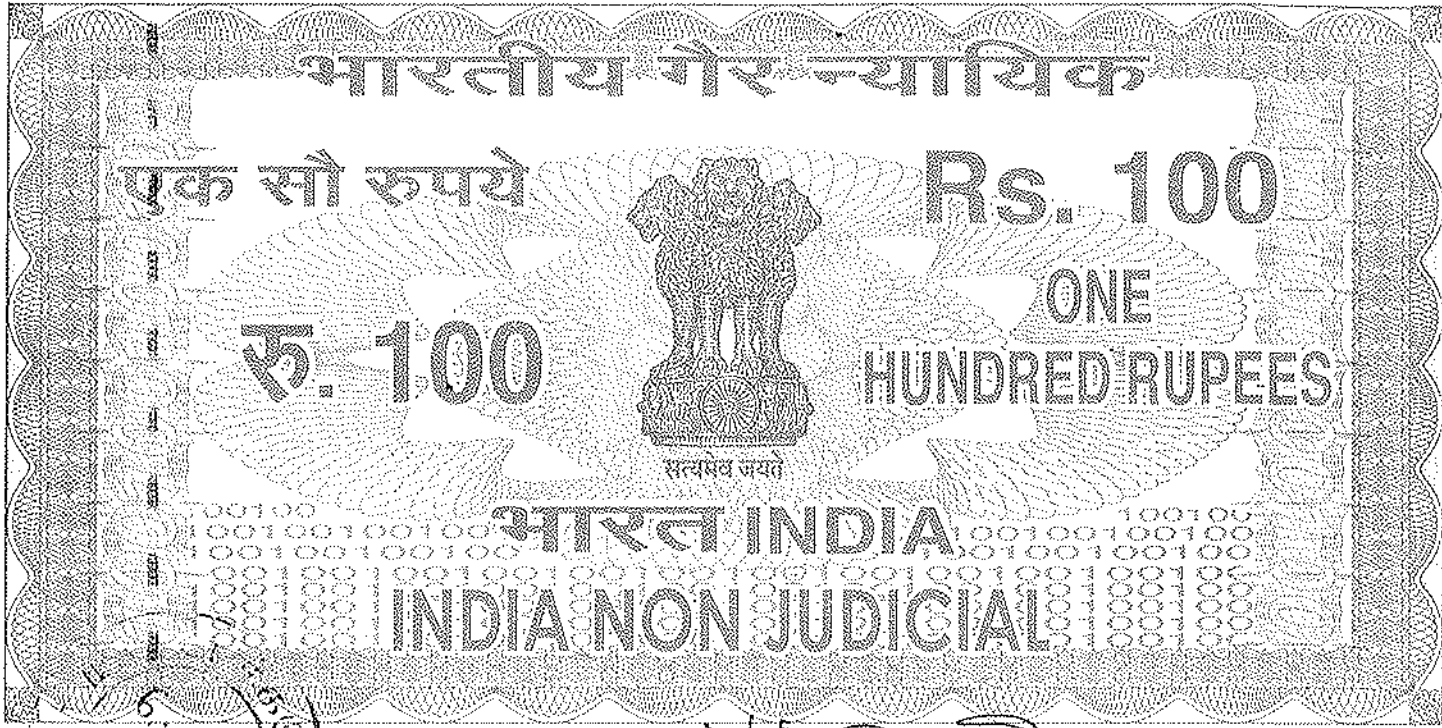 भारतीय गैर न्यायिक
एक सौ रुपये
Rs. 100
रु. 100
ONE
HUNDRED RUPEES
सत्यमेव जयते
भारत INDIA
INDIA NON JUDICIAL